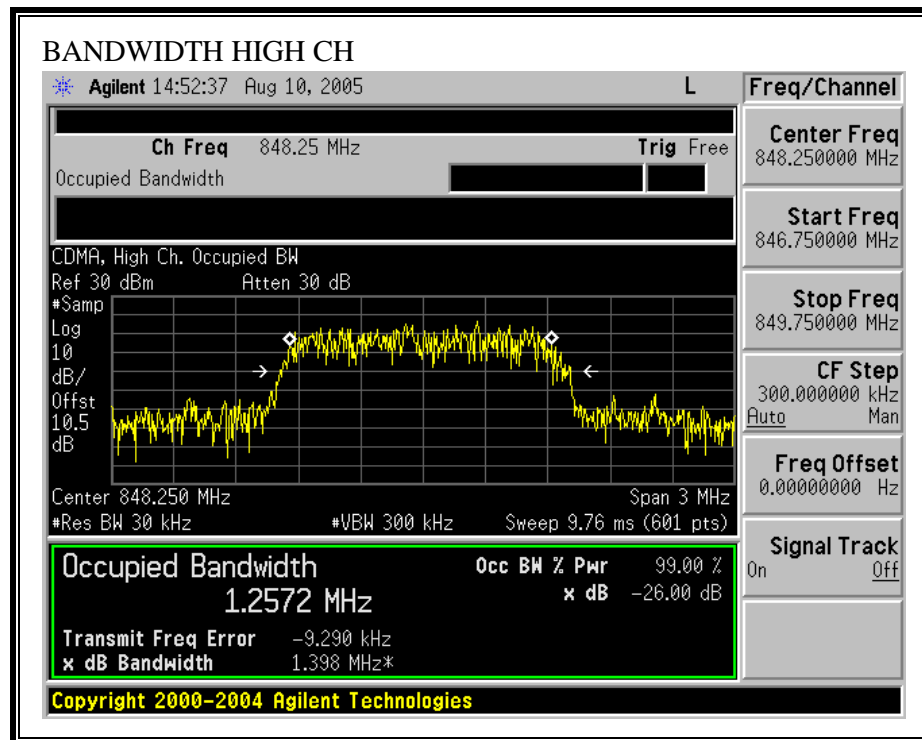 BANDWIDTH HIGH CH
Agilent 14:52:37 Aug 10, 2005 L Freq/Channel
Ch Freq 848.25 MHz Trig Free
Occupied Bandwidth
Center Freq
848.250000 MHz
Start Freq
846.750000 MHz
Stop Freq
849.750000 MHz
CF Step
300.000000 kHz
Auto Man
Freq Offset
0.00000000 Hz
Signal Track
On Off
CDMA, High Ch. Occupied BW
Ref 30 dBm Atten 30 dB
#Samp
Log
10
dB/
Offst
10.5
dB
Center 848.250 MHz Span 3 MHz
#Res BW 30 kHz #VBW 300 kHz Sweep 9.76 ms (601 pts)
Occupied Bandwidth Occ BW % Pwr 99.00 %
1.2572 MHz x dB -26.00 dB
Transmit Freq Error -9.290 kHz
x dB Bandwidth 1.398 MHz*
Copyright 2000-2004 Agilent Technologies